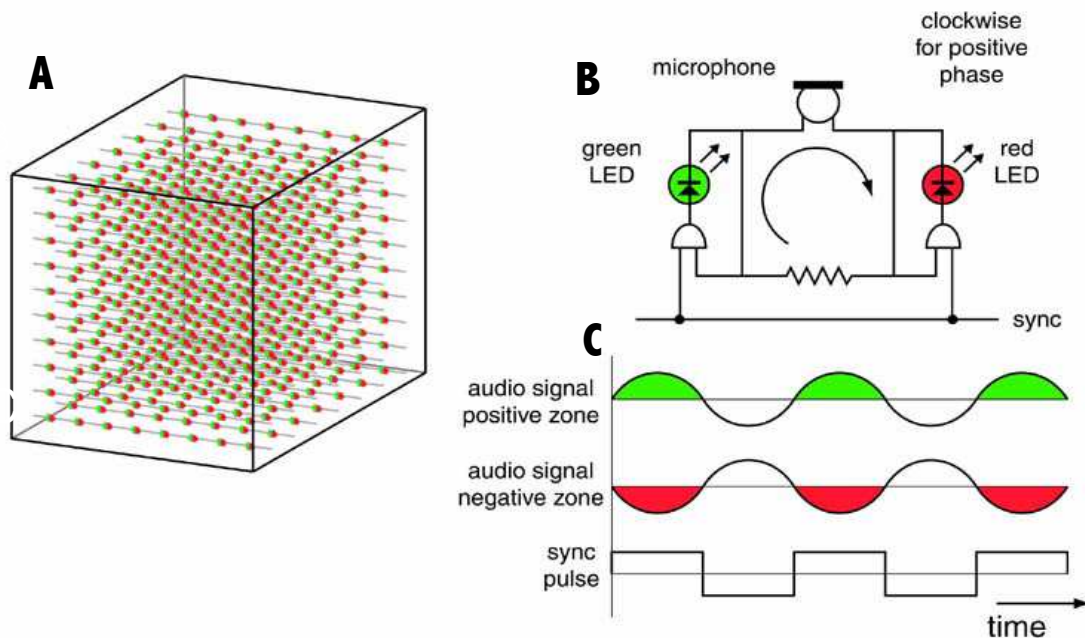 A
B
microphone
clockwise
for positive
phase
green
LED
red
LED
sync
C
audio signal
positive zone
audio signal
negative zone
sync
pulse
time